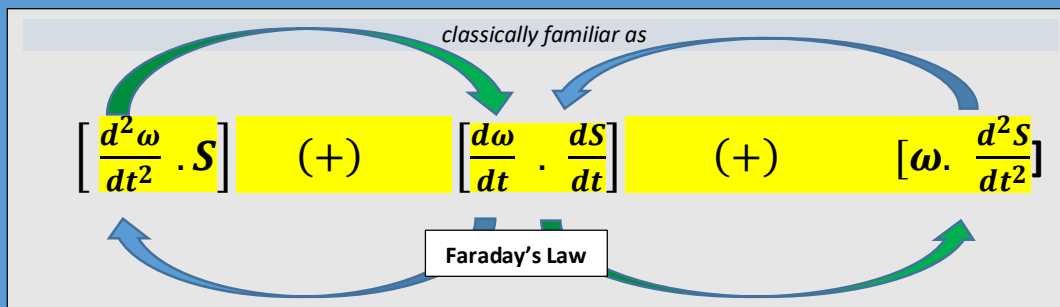 classically familiar as
[ d²ω/dt² . S] (+) [dω/dt . dS/dt] (+) [ω. d²S/dt²]
Faraday's Law